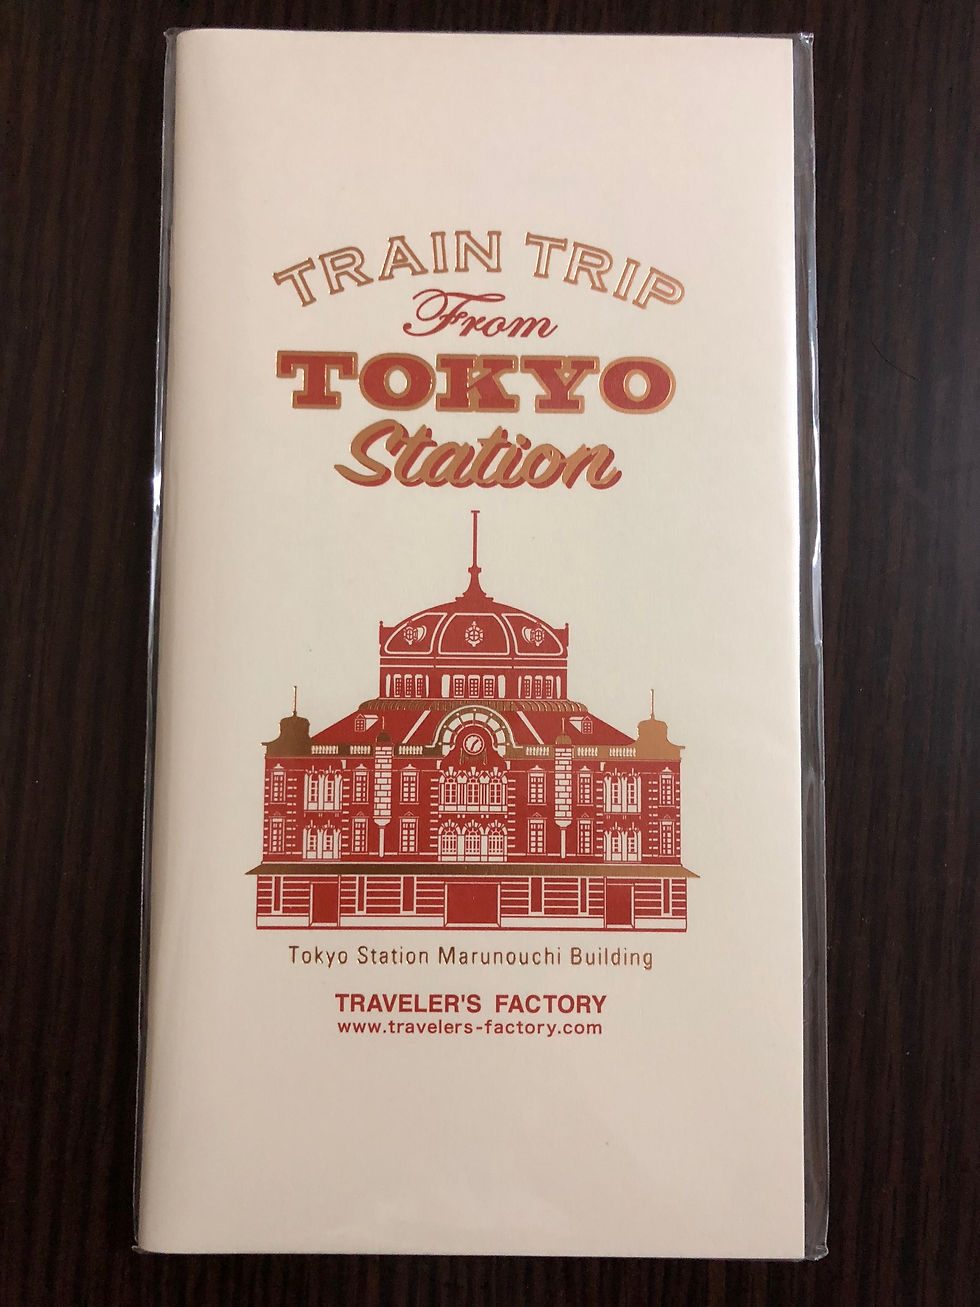 TRAIN TRIP
From
TOKYO
Station
Tokyo Station Marunouchi Building
TRAVELER'S FACTORY
www.travelers-factory.com